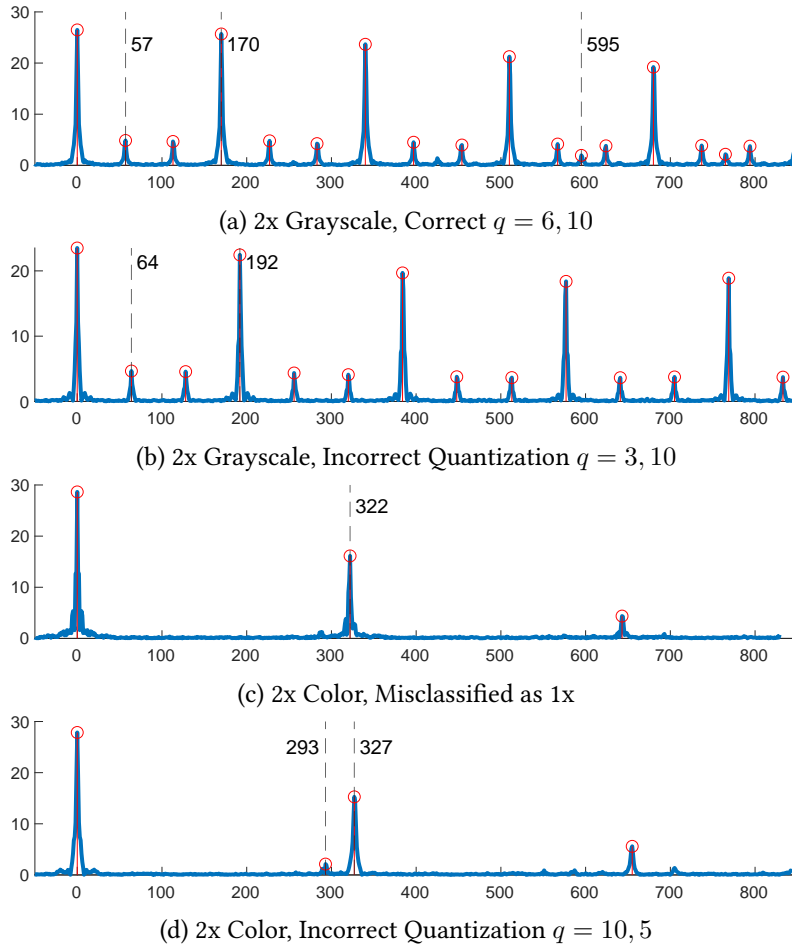 30
57
170
595
20
10
0
0 100 200 300 400 500 600 700 800
(a) 2x Grayscale, Correct q = 6, 10
64
192
20
10
0
0 100 200 300 400 500 600 700 800
(b) 2x Grayscale, Incorrect Quantization q = 3, 10
30
322
20
10
0
0 100 200 300 400 500 600 700 800
(c) 2x Color, Misclassified as 1x
30
293
327
20
10
0
0 100 200 300 400 500 600 700 800
(d) 2x Color, Incorrect Quantization q = 10, 5